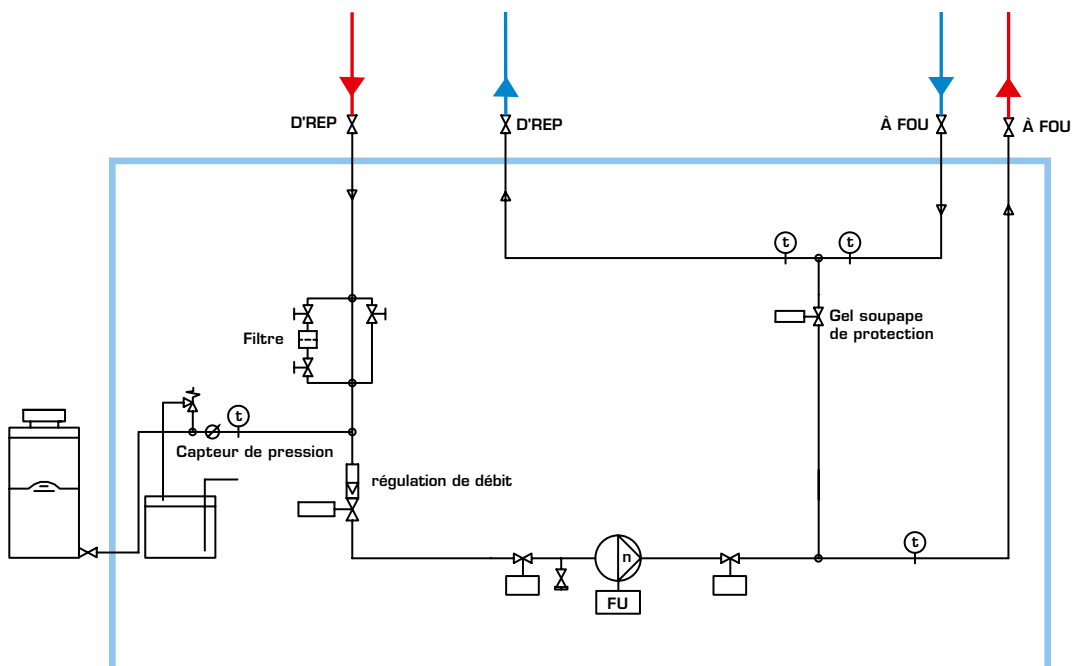 D'REP
D'REP
À FOU
À FOU
t
t
Gel soupape
de protection
Filtre
t
Capteur de pression
régulation de débit
t
n
FU